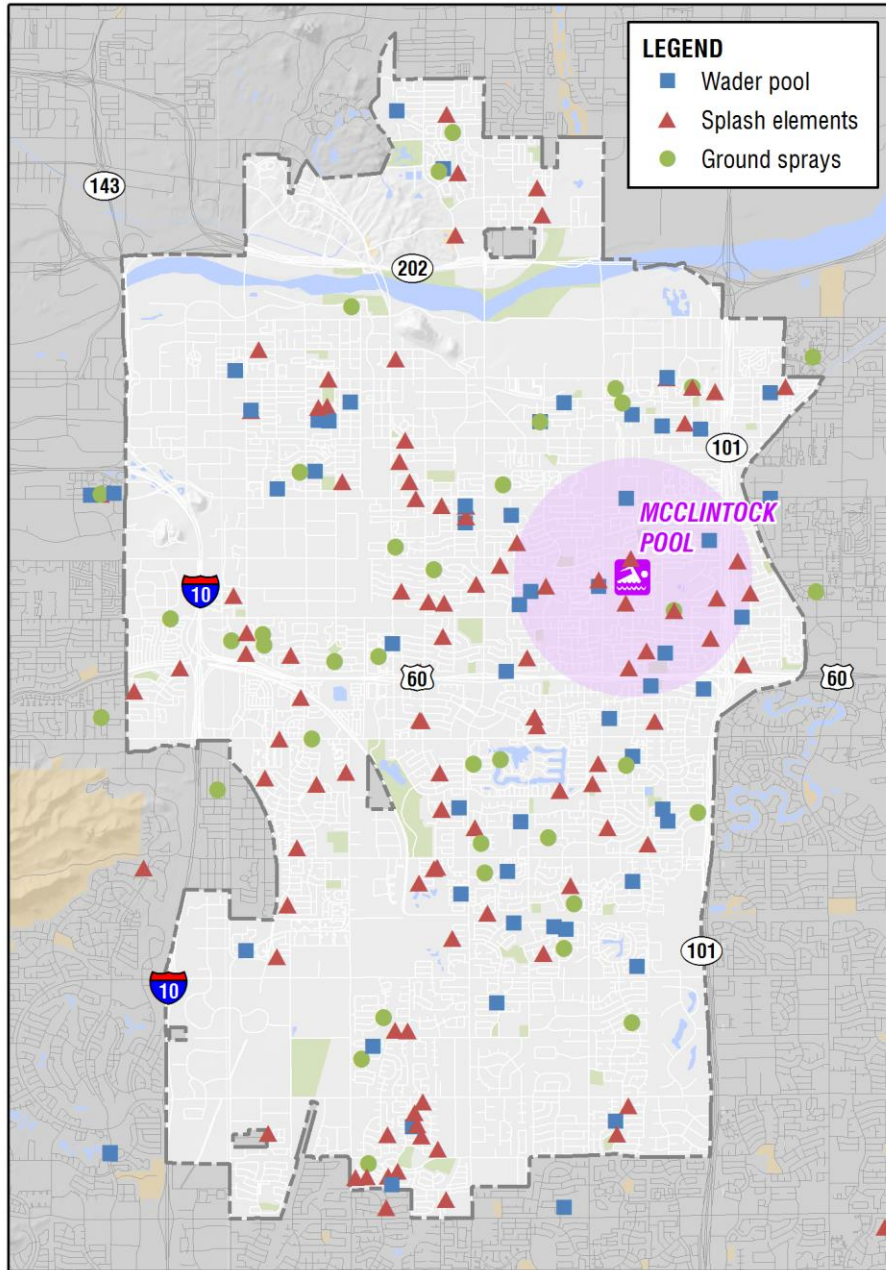 LEGEND
Wader pool
Splash elements
Ground sprays
143
202
101
MCCLINTOCK
POOL
10
60
60
101
10